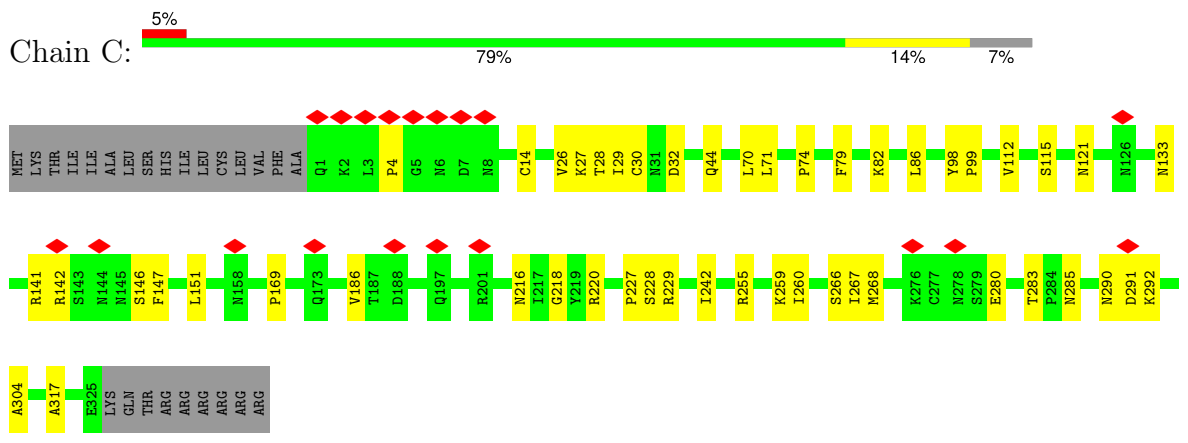 5%
Chain C:
79% 14% 7%
MET LYS THR ILE ILE ALA LEU SER HIS ILE LEU CYS LEU VAL PHE ALA Q1 K2 L3 P4 G5 N6 D7 N8 C14 V26 K27 T28 I29 C30 N31 D32 Q44 L70 L71 P74 F79 K82 L86 Y98 P99 V112 S115 N121 N126 N133
R141 R142 S143 N144 N145 S146 F147 L151 N158 P169 Q173 V186 T187 D188 Q197 R201 N216 I217 G218 Y219 R220 P227 S228 R229 I242 R255 K259 I260 S266 I267 M268 K276 C277 N278 S279 E280 T283 P284 N285 N290 D291 K292
A304 A317 E325 LYS GLN THR ARG ARG ARG ARG ARG ARG